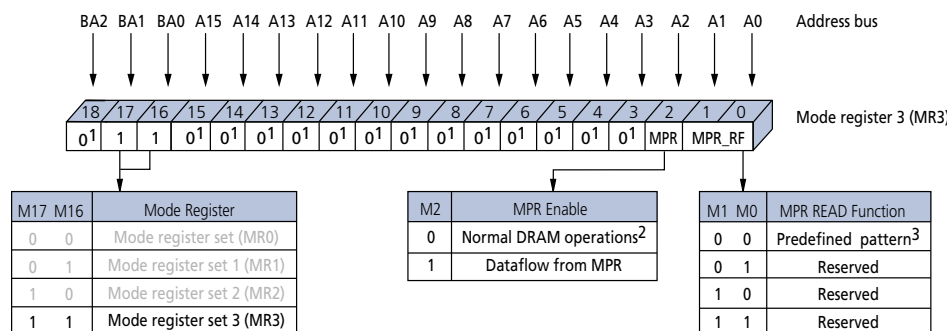 BA2 BA1 BA0 A15 A14 A13 A12 A11 A10 A9 A8 A7 A6 A5 A4 A3 A2 A1 A0 Address bus
18 17 16 15 14 13 12 11 10 9 8 7 6 5 4 3 2 1 0
Mode register 3 (MR3)
0¹ 1 1 0¹ 0¹ 0¹ 0¹ 0¹ 0¹ 0¹ 0¹ 0¹ 0¹ 0¹ 0¹ 0¹ MPR MPR_RF
M17 M16 Mode Register
0 0 Mode register set (MR0)
0 1 Mode register set 1 (MR1)
1 0 Mode register set 2 (MR2)
1 1 Mode register set 3 (MR3)
M2 MPR Enable
0 Normal DRAM operations²
1 Dataflow from MPR
M1 M0 MPR READ Function
0 0 Predefined pattern³
0 1 Reserved
1 0 Reserved
1 1 Reserved